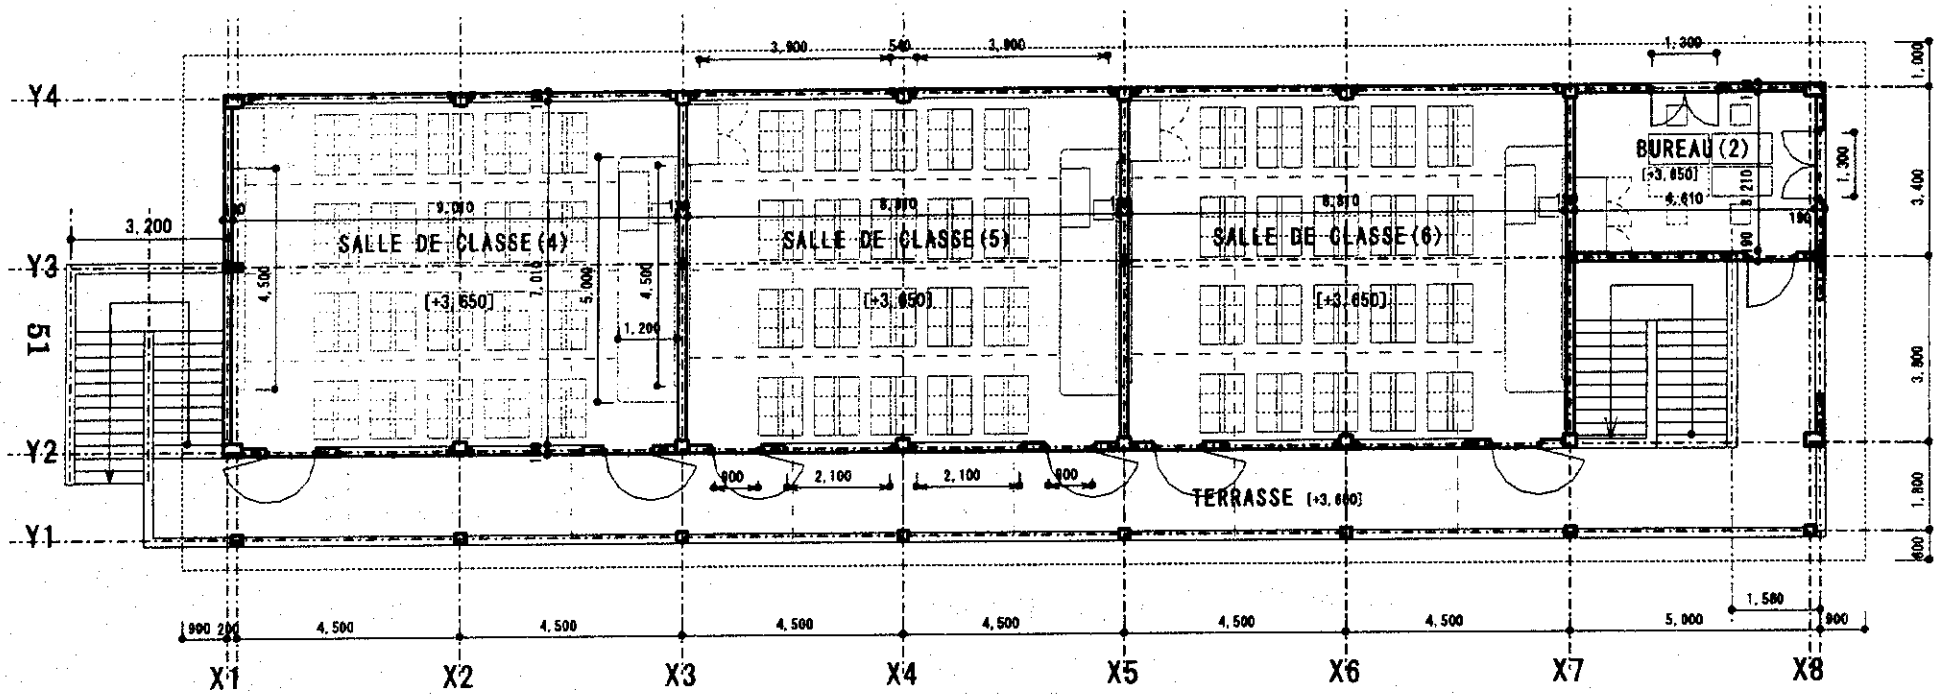 3,900 540 3,900
1,300
1,000
Y4
BUREAU(2)
[+3,650]
1,300
3,210
3,400
4,610
190
90
9,010
8,810
8,810
3,200
SALLE DE CLASSE(4)
SALLE DE CLASSE(5)
SALLE DE CLASSE(6)
Y3
4,500
7,010
5,000
4,500
[+3,650]
[+3,650]
[+3,650]
1,200
51
3,800
Y2
900 2,100 2,100 900
TERRASSE [+3,600]
1,800
Y1
600
1,580
900 200 4,500 4,500 4,500 4,500 4,500 4,500 5,000 900
X1 X2 X3 X4 X5 X6 X7 X8